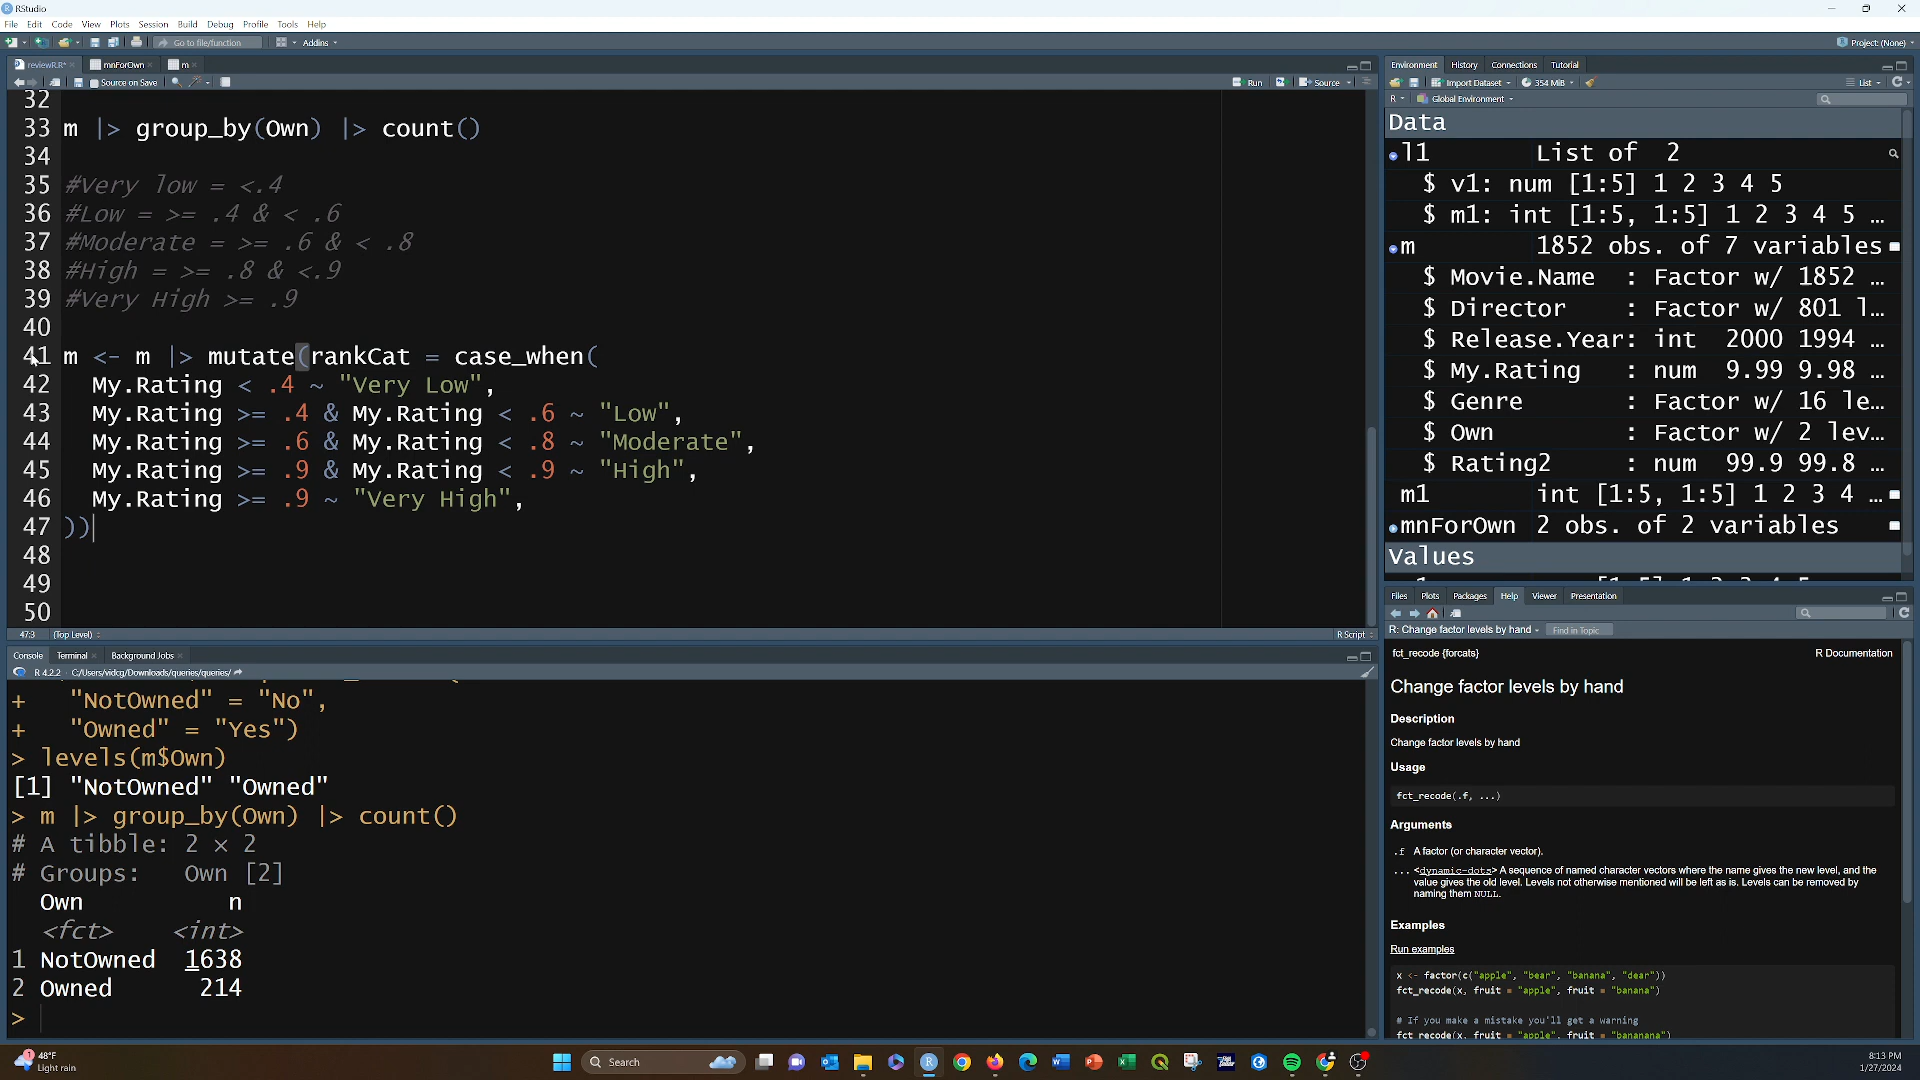 RStudio
File Edit Code View Plots Session Build Debug Profile Tools Help
Go to file/function Addins Project: (None)
reviewR.R* mnForOwn m
Source on Save Run Source
32
33 m |> group_by(Own) |> count()
34
35 #Very low = <.4
36 #Low = >= .4 & < .6
37 #Moderate = >= .6 & < .8
38 #High = >= .8 & <.9
39 #Very High >= .9
40
41 m <- m |> mutate(rankCat = case_when(
42 My.Rating < .4 ~ "Very Low",
43 My.Rating >= .4 & My.Rating < .6 ~ "Low",
44 My.Rating >= .6 & My.Rating < .8 ~ "Moderate",
45 My.Rating >= .9 & My.Rating < .9 ~ "High",
46 My.Rating >= .9 ~ "Very High",
47 ))
48
49
50
47:3 (Top Level) R Script
Console Terminal Background Jobs
R 4.2.2 · C:/Users/vidcg/Downloads/queries/queries/
+ "NotOwned" = "No",
+ "Owned" = "Yes")
> levels(m$Own)
[1] "NotOwned" "Owned"
> m |> group_by(Own) |> count()
# A tibble: 2 × 2
# Groups: Own [2]
Own n
<fct> <int>
1 NotOwned 1638
2 Owned 214
>
Environment History Connections Tutorial
Import Dataset 354 MiB List
R Global Environment
Data
l1 List of 2
$ v1: num [1:5] 1 2 3 4 5
$ m1: int [1:5, 1:5] 1 2 3 4 5 …
m 1852 obs. of 7 variables
$ Movie.Name : Factor w/ 1852 …
$ Director : Factor w/ 801 l…
$ Release.Year: int 2000 1994 …
$ My.Rating : num 9.99 9.98 …
$ Genre : Factor w/ 16 le…
$ Own : Factor w/ 2 lev…
$ Rating2 : num 99.9 99.8 …
m1 int [1:5, 1:5] 1 2 3 4 …
mnForOwn 2 obs. of 2 variables
Values
Files Plots Packages Help Viewer Presentation
R: Change factor levels by hand Find in Topic
fct_recode {forcats} R Documentation
Change factor levels by hand
Description
Change factor levels by hand
Usage
fct_recode(.f, ...)
Arguments
.f A factor (or character vector).
... <dynamic-dots> A sequence of named character vectors where the name gives the new level, and the
value gives the old level. Levels not otherwise mentioned will be left as is. Levels can be removed by
naming them NULL.
Examples
Run examples
x <- factor(c("apple", "bear", "banana", "dear"))
fct_recode(x, fruit = "apple", fruit = "banana")
# If you make a mistake you'll get a warning
fct_recode(x, fruit = "apple", fruit = "bananana")
1
48°F
Light rain
Search
8:13 PM
1/27/2024